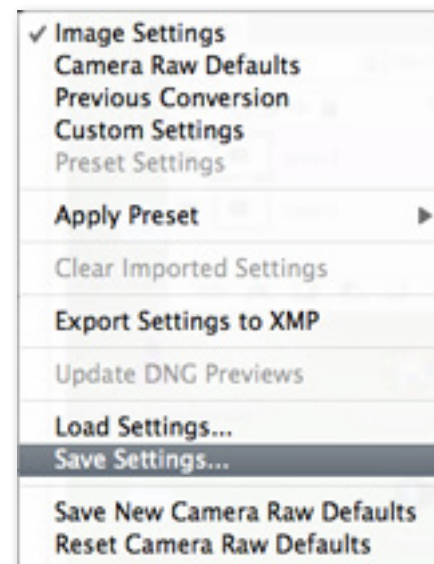 ✓ Image Settings
Camera Raw Defaults
Previous Conversion
Custom Settings
Preset Settings
Apply Preset ▶
Clear Imported Settings
Export Settings to XMP
Update DNG Previews
Load Settings...
Save Settings...
Save New Camera Raw Defaults
Reset Camera Raw Defaults